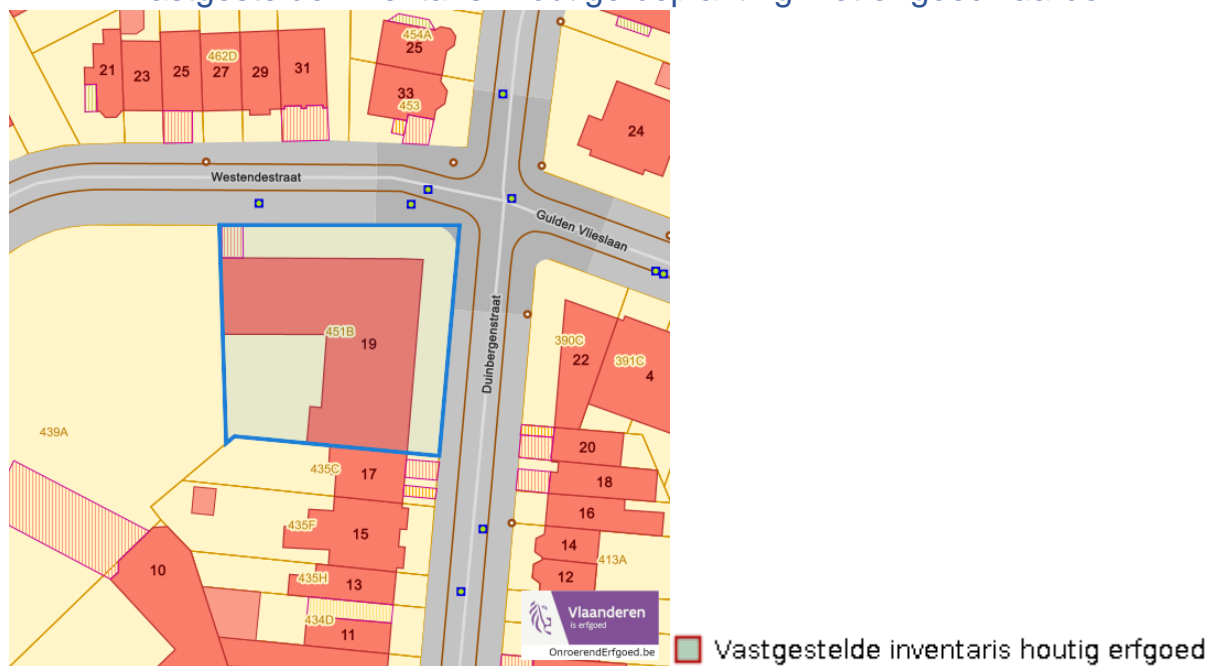 454A
25
462D
21 23 25 27 29 31
33
453
24
Westendestraat
Gulden Vlieslaan
451B
19
Duinbergenstraat
390C
22
391C
4
439A
435C
17
20
18
16
435F
15
14
413A
12
10
435H
13
434D
11
Vlaanderen
is erfgoed
OnroerendErfgoed.be
Vastgestelde inventaris houtig erfgoed